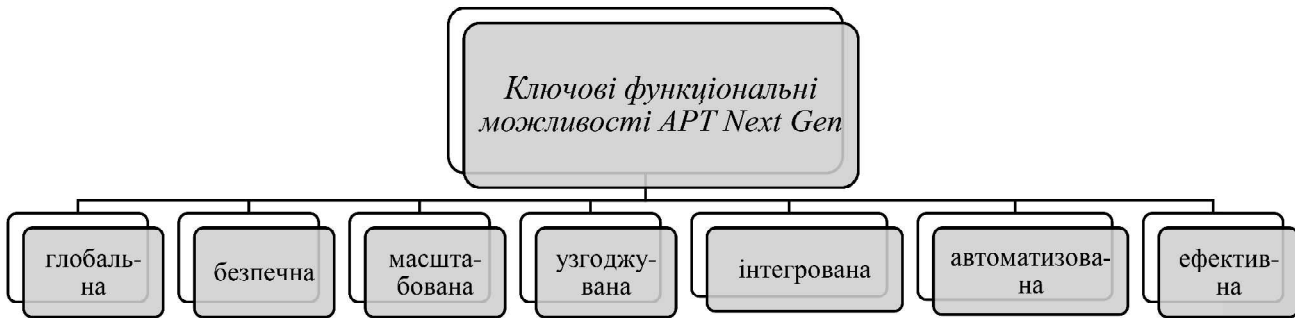 Ключові функціональні
можливості APT Next Gen
глобаль-
на
безпечна
масшта-
бована
узгоджу-
вана
інтегрована
автоматизова-
на
ефектив-
на